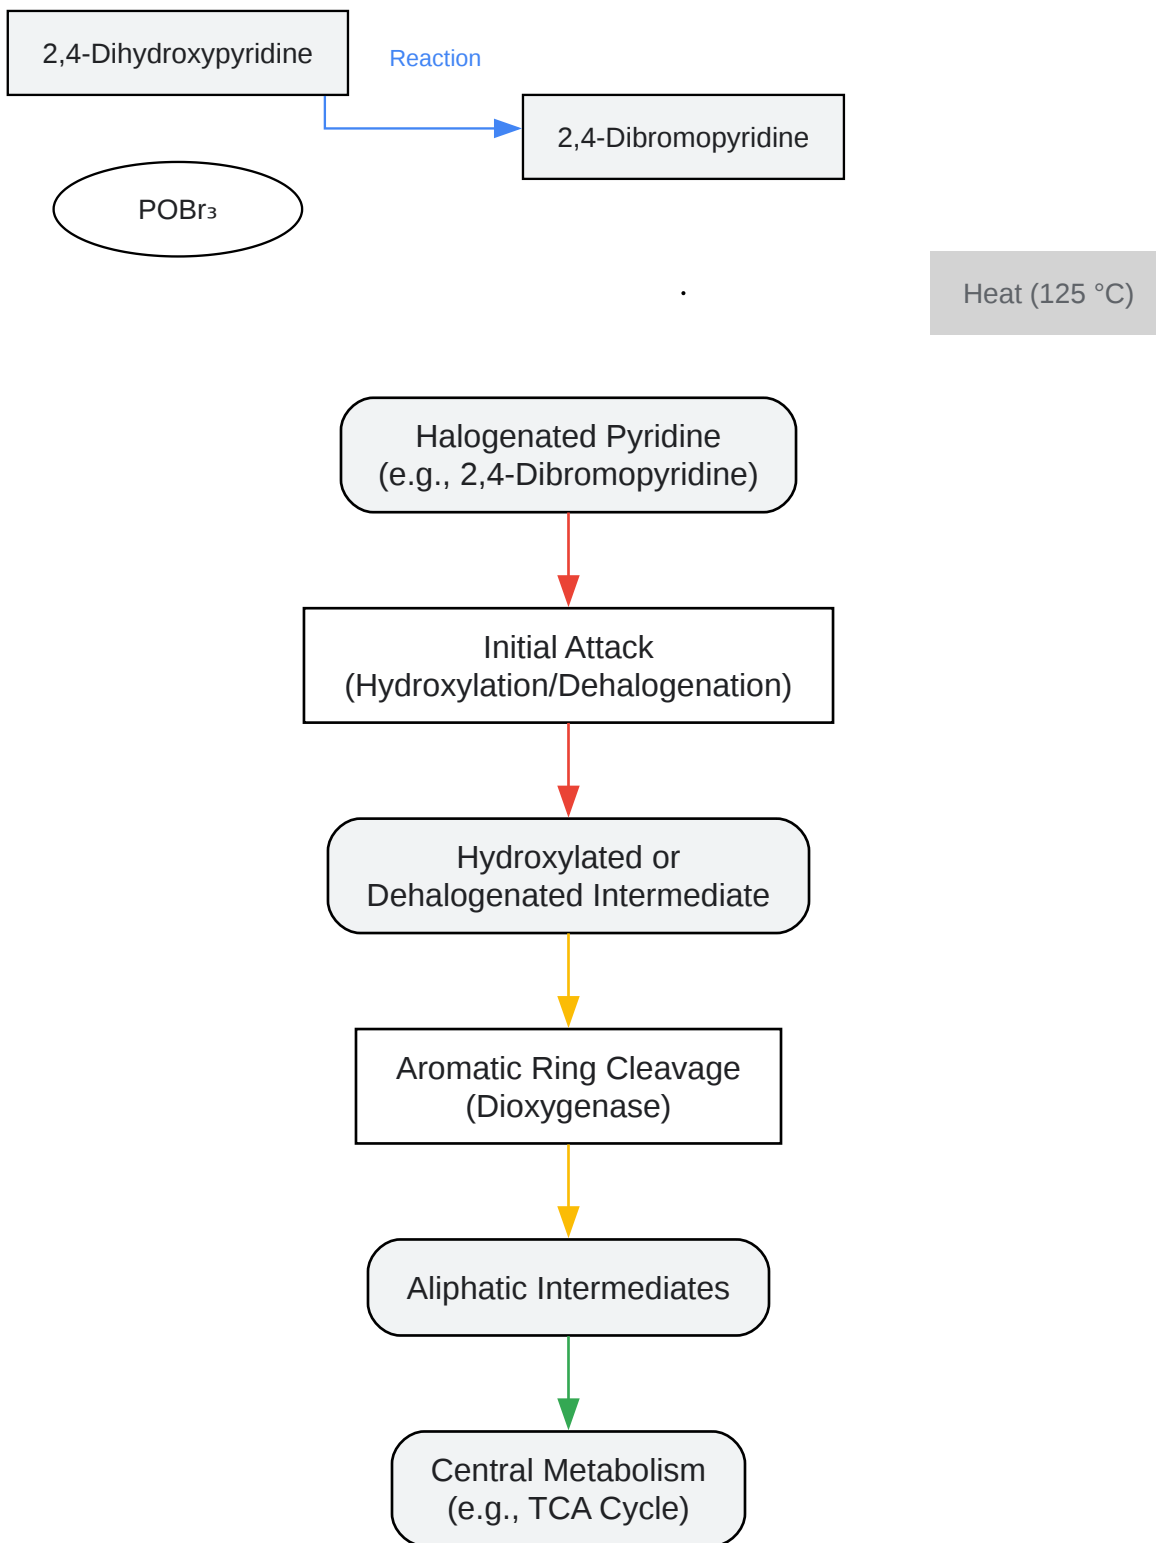 2,4-Dihydroxypyridine
Reaction
2,4-Dibromopyridine
POBr₃
Heat (125 °C)
Halogenated Pyridine
(e.g., 2,4-Dibromopyridine)
Initial Attack
(Hydroxylation/Dehalogenation)
Hydroxylated or
Dehalogenated Intermediate
Aromatic Ring Cleavage
(Dioxygenase)
Aliphatic Intermediates
Central Metabolism
(e.g., TCA Cycle)